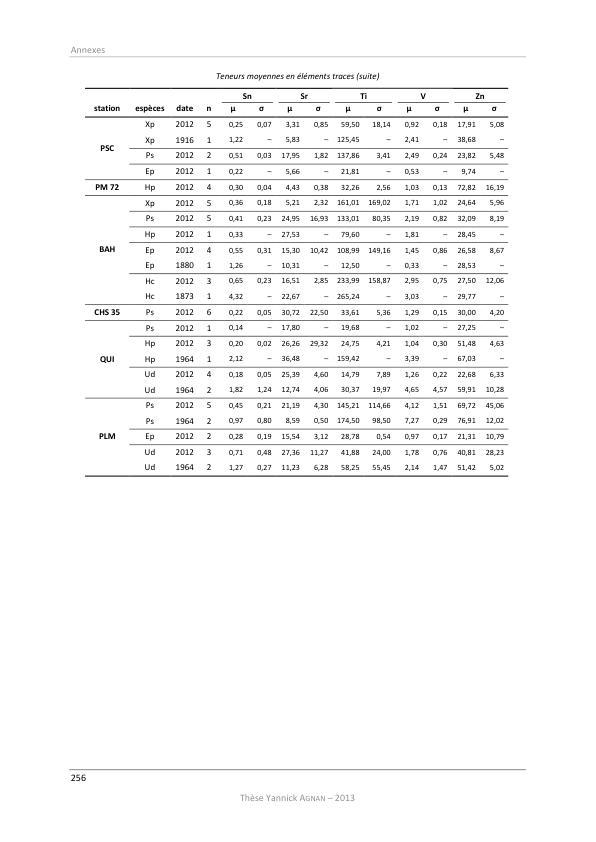 Annexes
Teneurs moyennes en éléments traces (suite)
Sn Sr Ti V Zn
station espèces date n µ σ µ σ µ σ µ σ µ σ
PSC
Xp 2012 5 0,25 0,07 3,31 0,85 59,50 18,14 0,92 0,18 17,91 5,08
Xp 1916 1 1,22 – 5,83 – 125,45 – 2,41 – 38,68 –
Ps 2012 2 0,51 0,03 17,95 1,82 137,86 3,41 2,49 0,24 23,82 5,48
Ep 2012 1 0,22 – 5,66 – 21,81 – 0,53 – 9,74 –
PM 72 Hp 2012 4 0,30 0,04 4,43 0,38 32,26 2,56 1,03 0,13 72,82 16,19
BAH
Xp 2012 5 0,36 0,18 5,21 2,32 161,01 169,02 1,71 1,02 24,64 5,96
Ps 2012 5 0,41 0,23 24,95 16,93 133,01 80,35 2,19 0,82 32,09 8,19
Hp 2012 1 0,33 – 27,53 – 79,60 – 1,81 – 28,45 –
Ep 2012 4 0,55 0,31 15,30 10,42 108,99 149,16 1,45 0,86 26,58 8,67
Ep 1880 1 1,26 – 10,31 – 12,50 – 0,33 – 28,53 –
Hc 2012 3 0,65 0,23 16,51 2,85 233,99 158,87 2,95 0,75 27,50 12,06
Hc 1873 1 4,32 – 22,67 – 265,24 – 3,03 – 29,77 –
CHS 35 Ps 2012 6 0,22 0,05 30,72 22,50 33,61 5,36 1,29 0,15 30,00 4,20
QUI
Ps 2012 1 0,14 – 17,80 – 19,68 – 1,02 – 27,25 –
Hp 2012 3 0,20 0,02 26,26 29,32 24,75 4,21 1,04 0,30 51,48 4,63
Hp 1964 1 2,12 – 36,48 – 159,42 – 3,39 – 67,03 –
Ud 2012 4 0,18 0,05 25,39 4,60 14,79 7,89 1,26 0,22 22,68 6,33
Ud 1964 2 1,82 1,24 12,74 4,06 30,37 19,97 4,65 4,57 59,91 10,28
PLM
Ps 2012 5 0,45 0,21 21,19 4,30 145,21 114,66 4,12 1,51 69,72 45,06
Ps 1964 2 0,97 0,80 8,59 0,50 174,50 98,50 7,27 0,29 76,91 12,02
Ep 2012 2 0,28 0,19 15,54 3,12 28,78 0,54 0,97 0,17 21,31 10,79
Ud 2012 3 0,71 0,48 27,36 11,27 41,88 24,00 1,78 0,76 40,81 28,23
Ud 1964 2 1,27 0,27 11,23 6,28 58,25 55,45 2,14 1,47 51,42 5,02
256
Thèse Yannick AGNAN – 2013